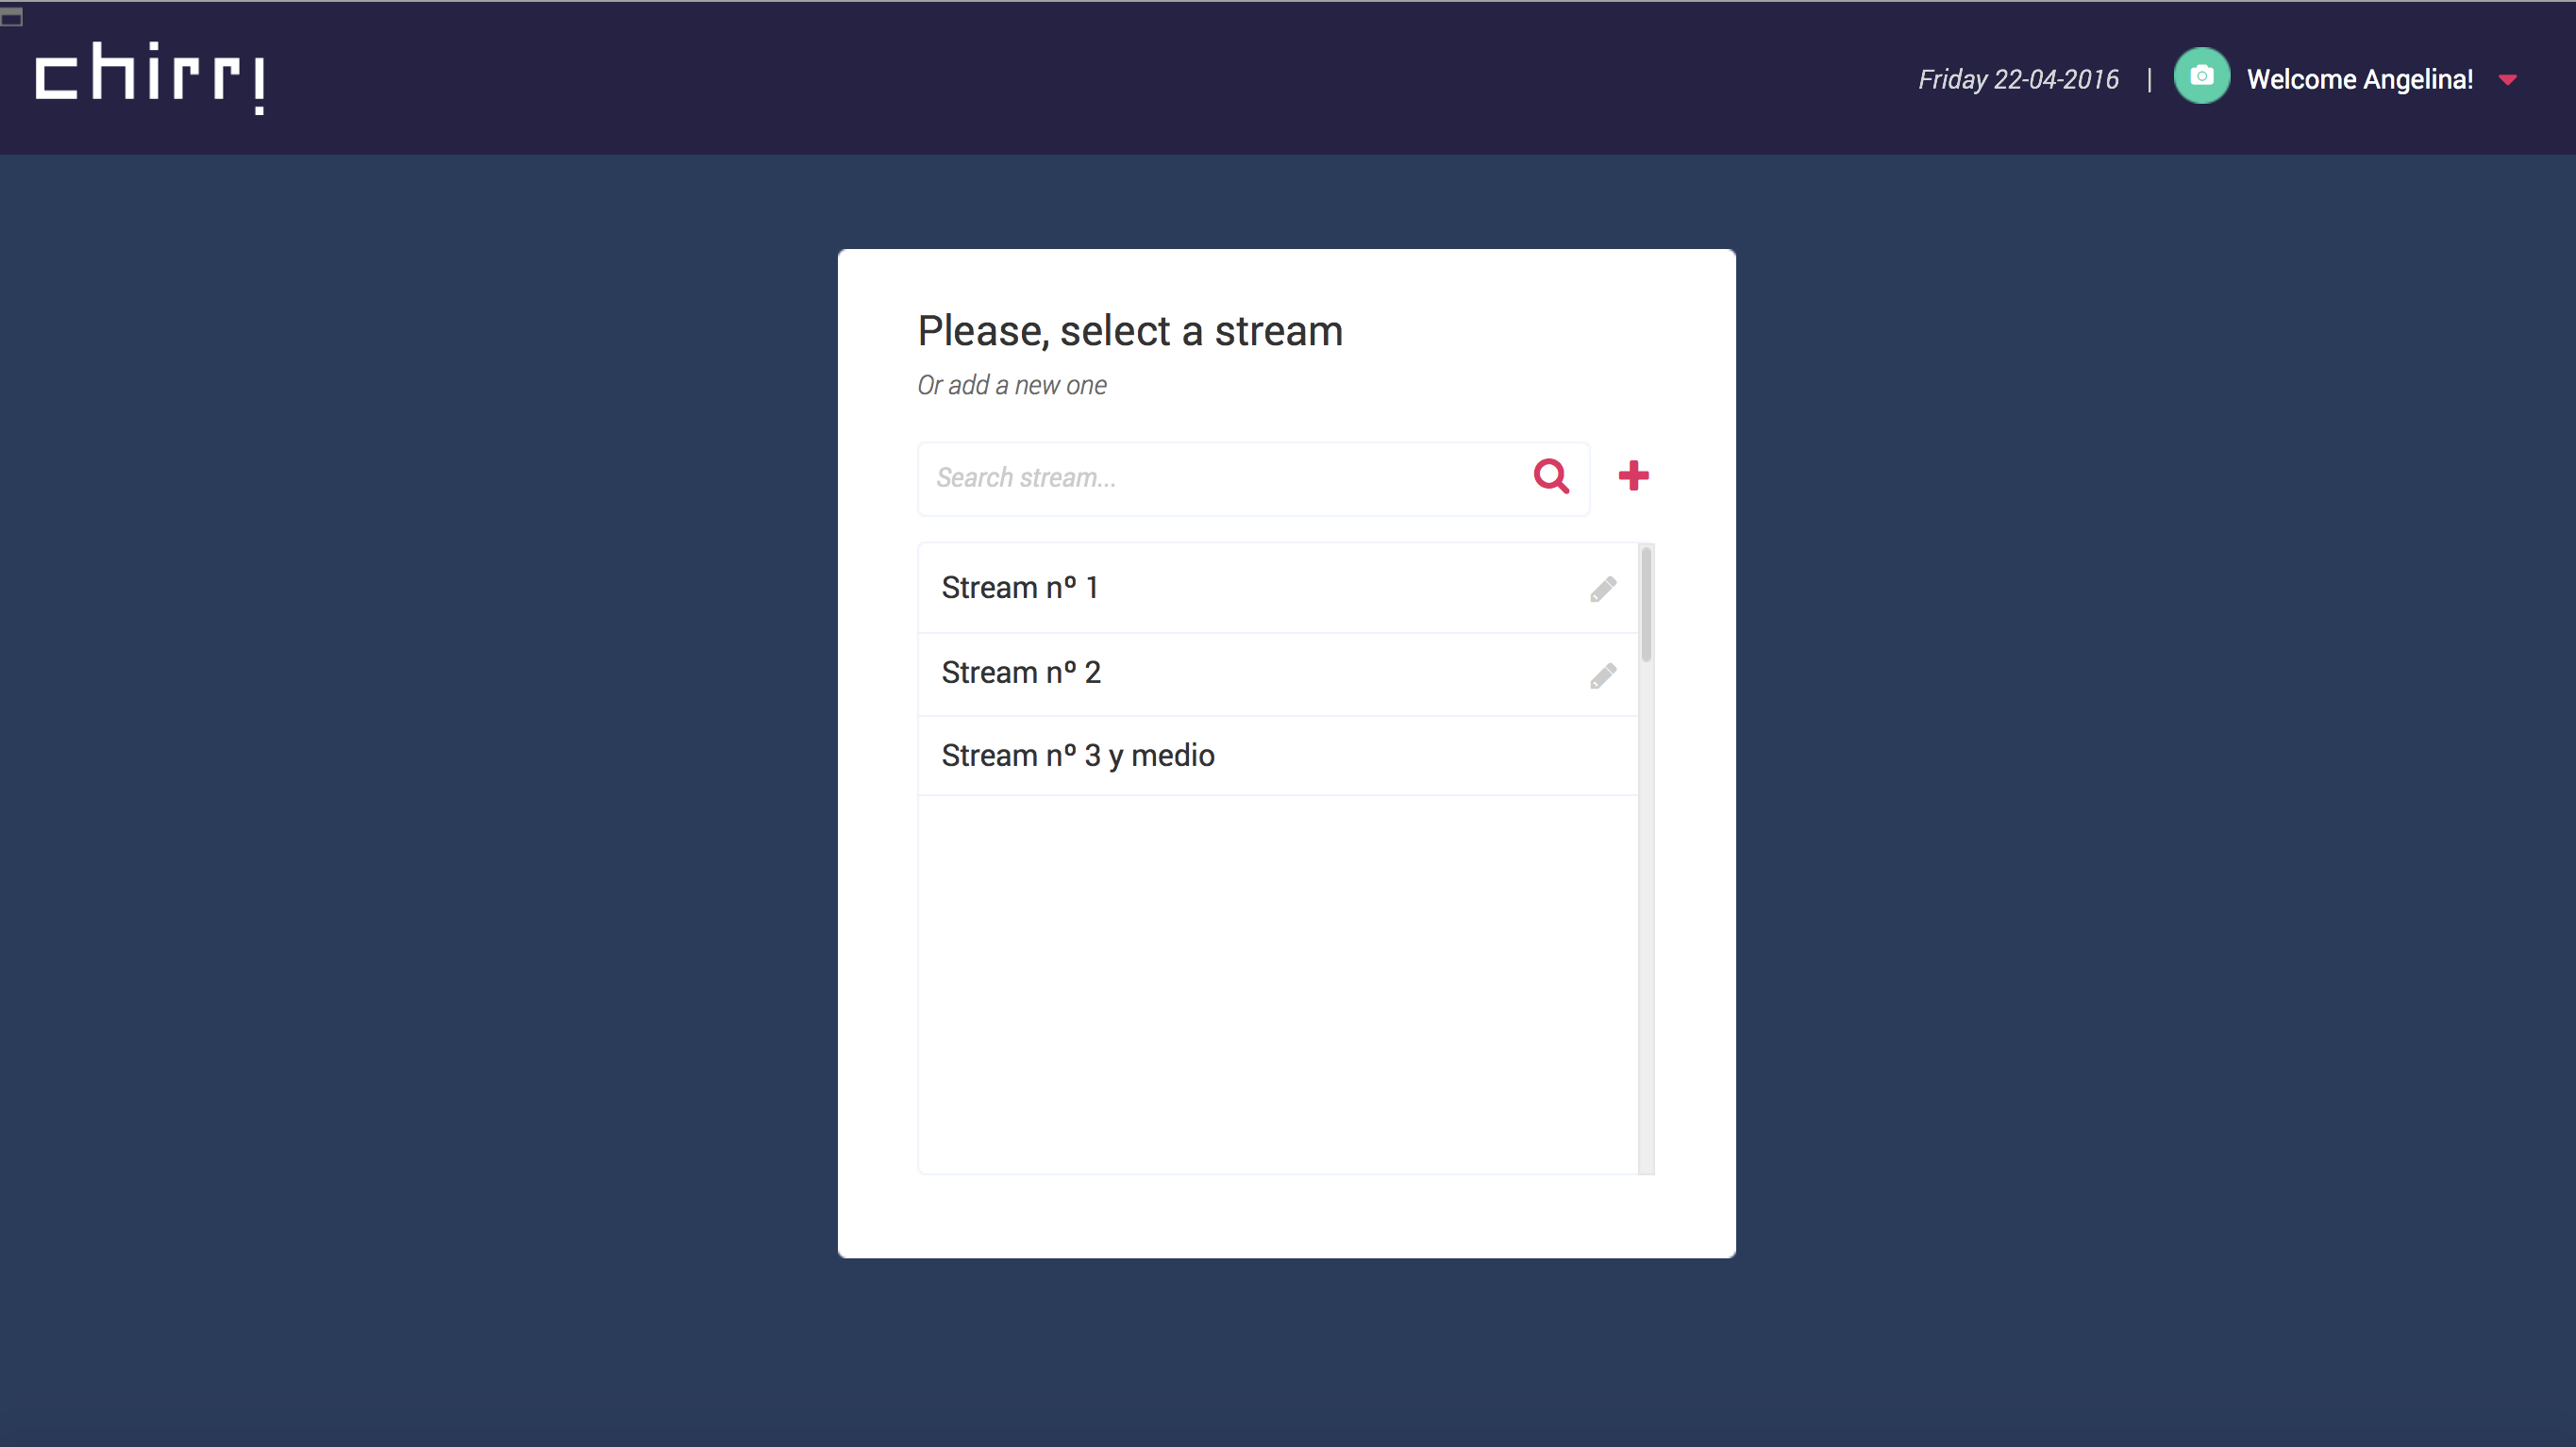 chirri
Friday 22-04-2016 | Welcome Angelina!
Please, select a stream
Or add a new one
Search stream...
Stream nº 1
Stream nº 2
Stream nº 3 y medio